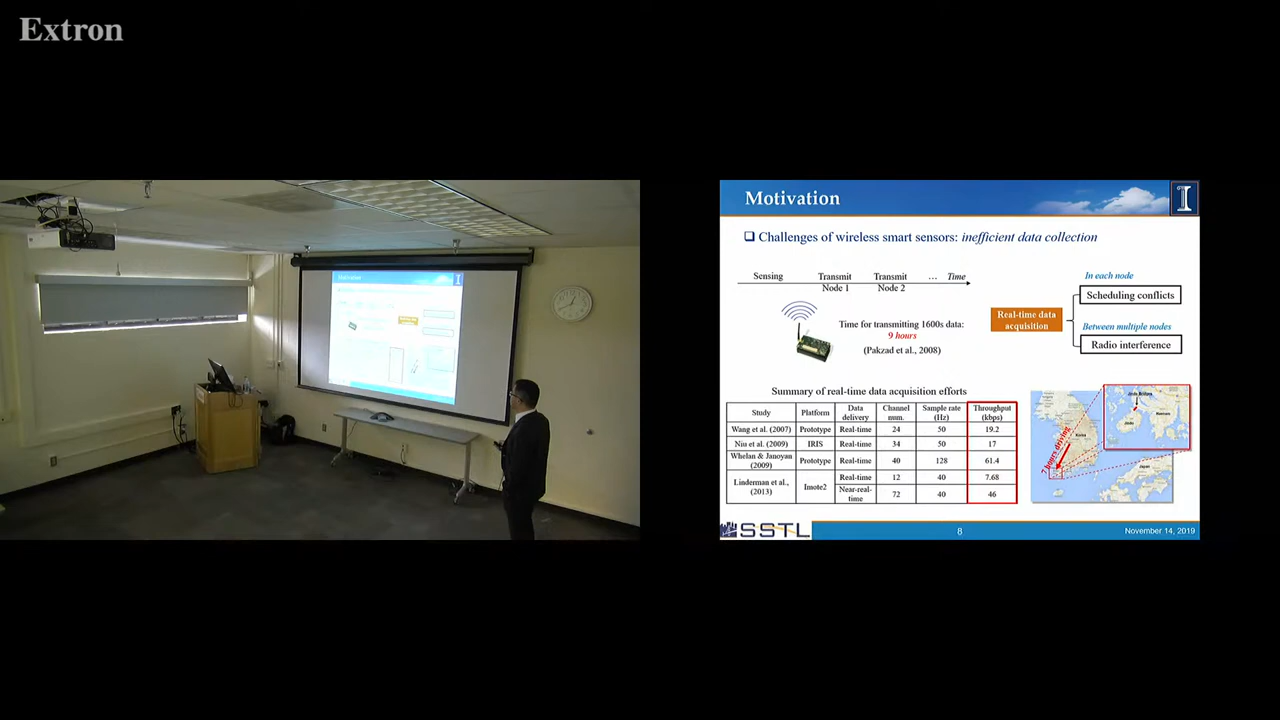 Extron
Motivation
Challenges of wireless smart sensors: inefficient data collection
Sensing Transmit Transmit … Time
Node 1 Node 2
Time for transmitting 1600s data:
9 hours
(Pakzad et al., 2008)
Real-time data
acquisition
In each node
Scheduling conflicts
Between multiple nodes
Radio interference
Summary of real-time data acquisition efforts
Study Platform Data delivery Channel num. Sample rate (Hz) Throughput (kbps)
Wang et al. (2007) Prototype Real-time 24 50 19.2
Niu et al. (2009) IRIS Real-time 34 50 17
Whelan & Janoyan (2009) Prototype Real-time 40 128 61.4
Linderman et al., (2013) Imote2 Real-time 12 40 7.68
Near-real-time 72 40 46
7 hours driving
Korea
Japan
SSTL
8
November 14, 2019
Motivation